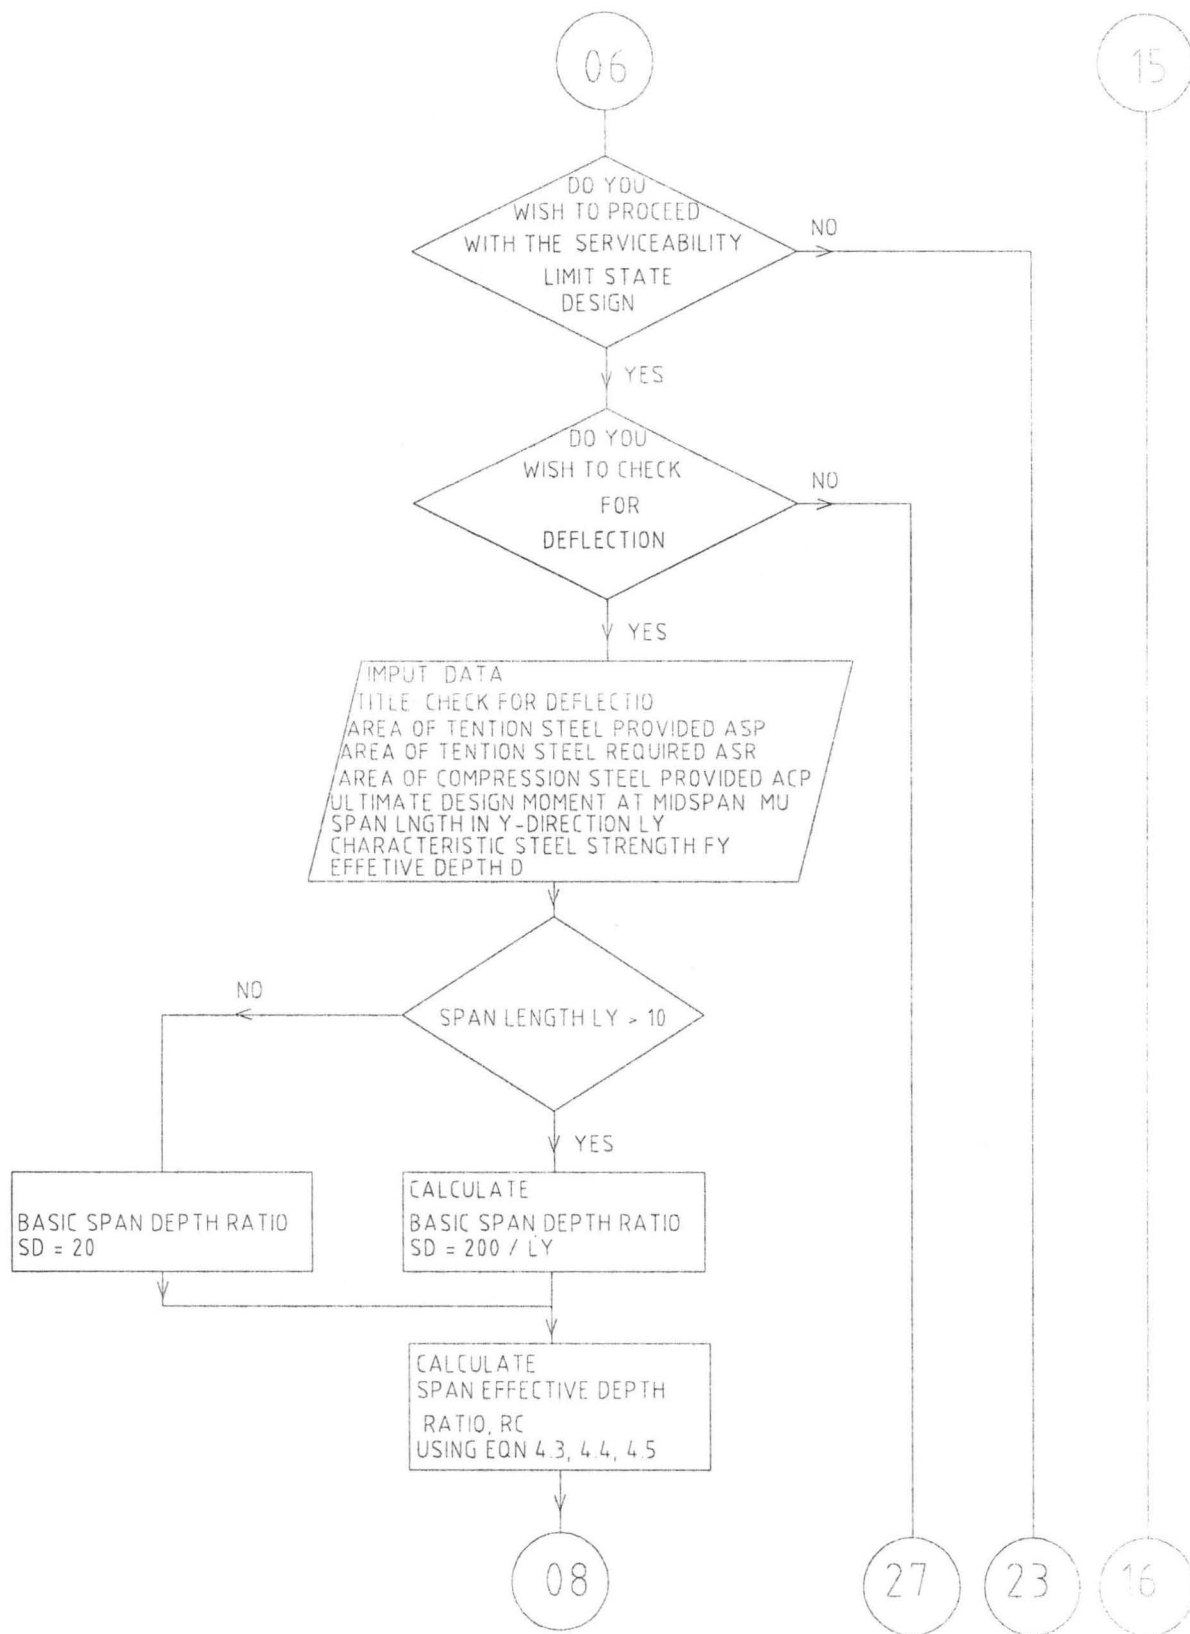 06
15
DO YOU
WISH TO PROCEED
WITH THE SERVICEABILITY
LIMIT STATE
DESIGN
NO
YES
DO YOU
WISH TO CHECK
FOR
DEFLECTION
NO
YES
IMPUT DATA
TITLE CHECK FOR DEFLECTIO
AREA OF TENTION STEEL PROVIDED ASP
AREA OF TENTION STEEL REQUIRED ASR
AREA OF COMPRESSION STEEL PROVIDED ACP
ULTIMATE DESIGN MOMENT AT MIDSPAN MU
SPAN LNGTH IN Y-DIRECTION LY
CHARACTERISTIC STEEL STRENGTH FY
EFFETIVE DEPTH D
NO
SPAN LENGTH LY > 10
YES
BASIC SPAN DEPTH RATIO
SD = 20
CALCULATE
BASIC SPAN DEPTH RATIO
SD = 200 / LY
CALCULATE
SPAN EFFECTIVE DEPTH
RATIO, RC
USING EQN 4.3, 4.4, 4.5
08
27
23
16